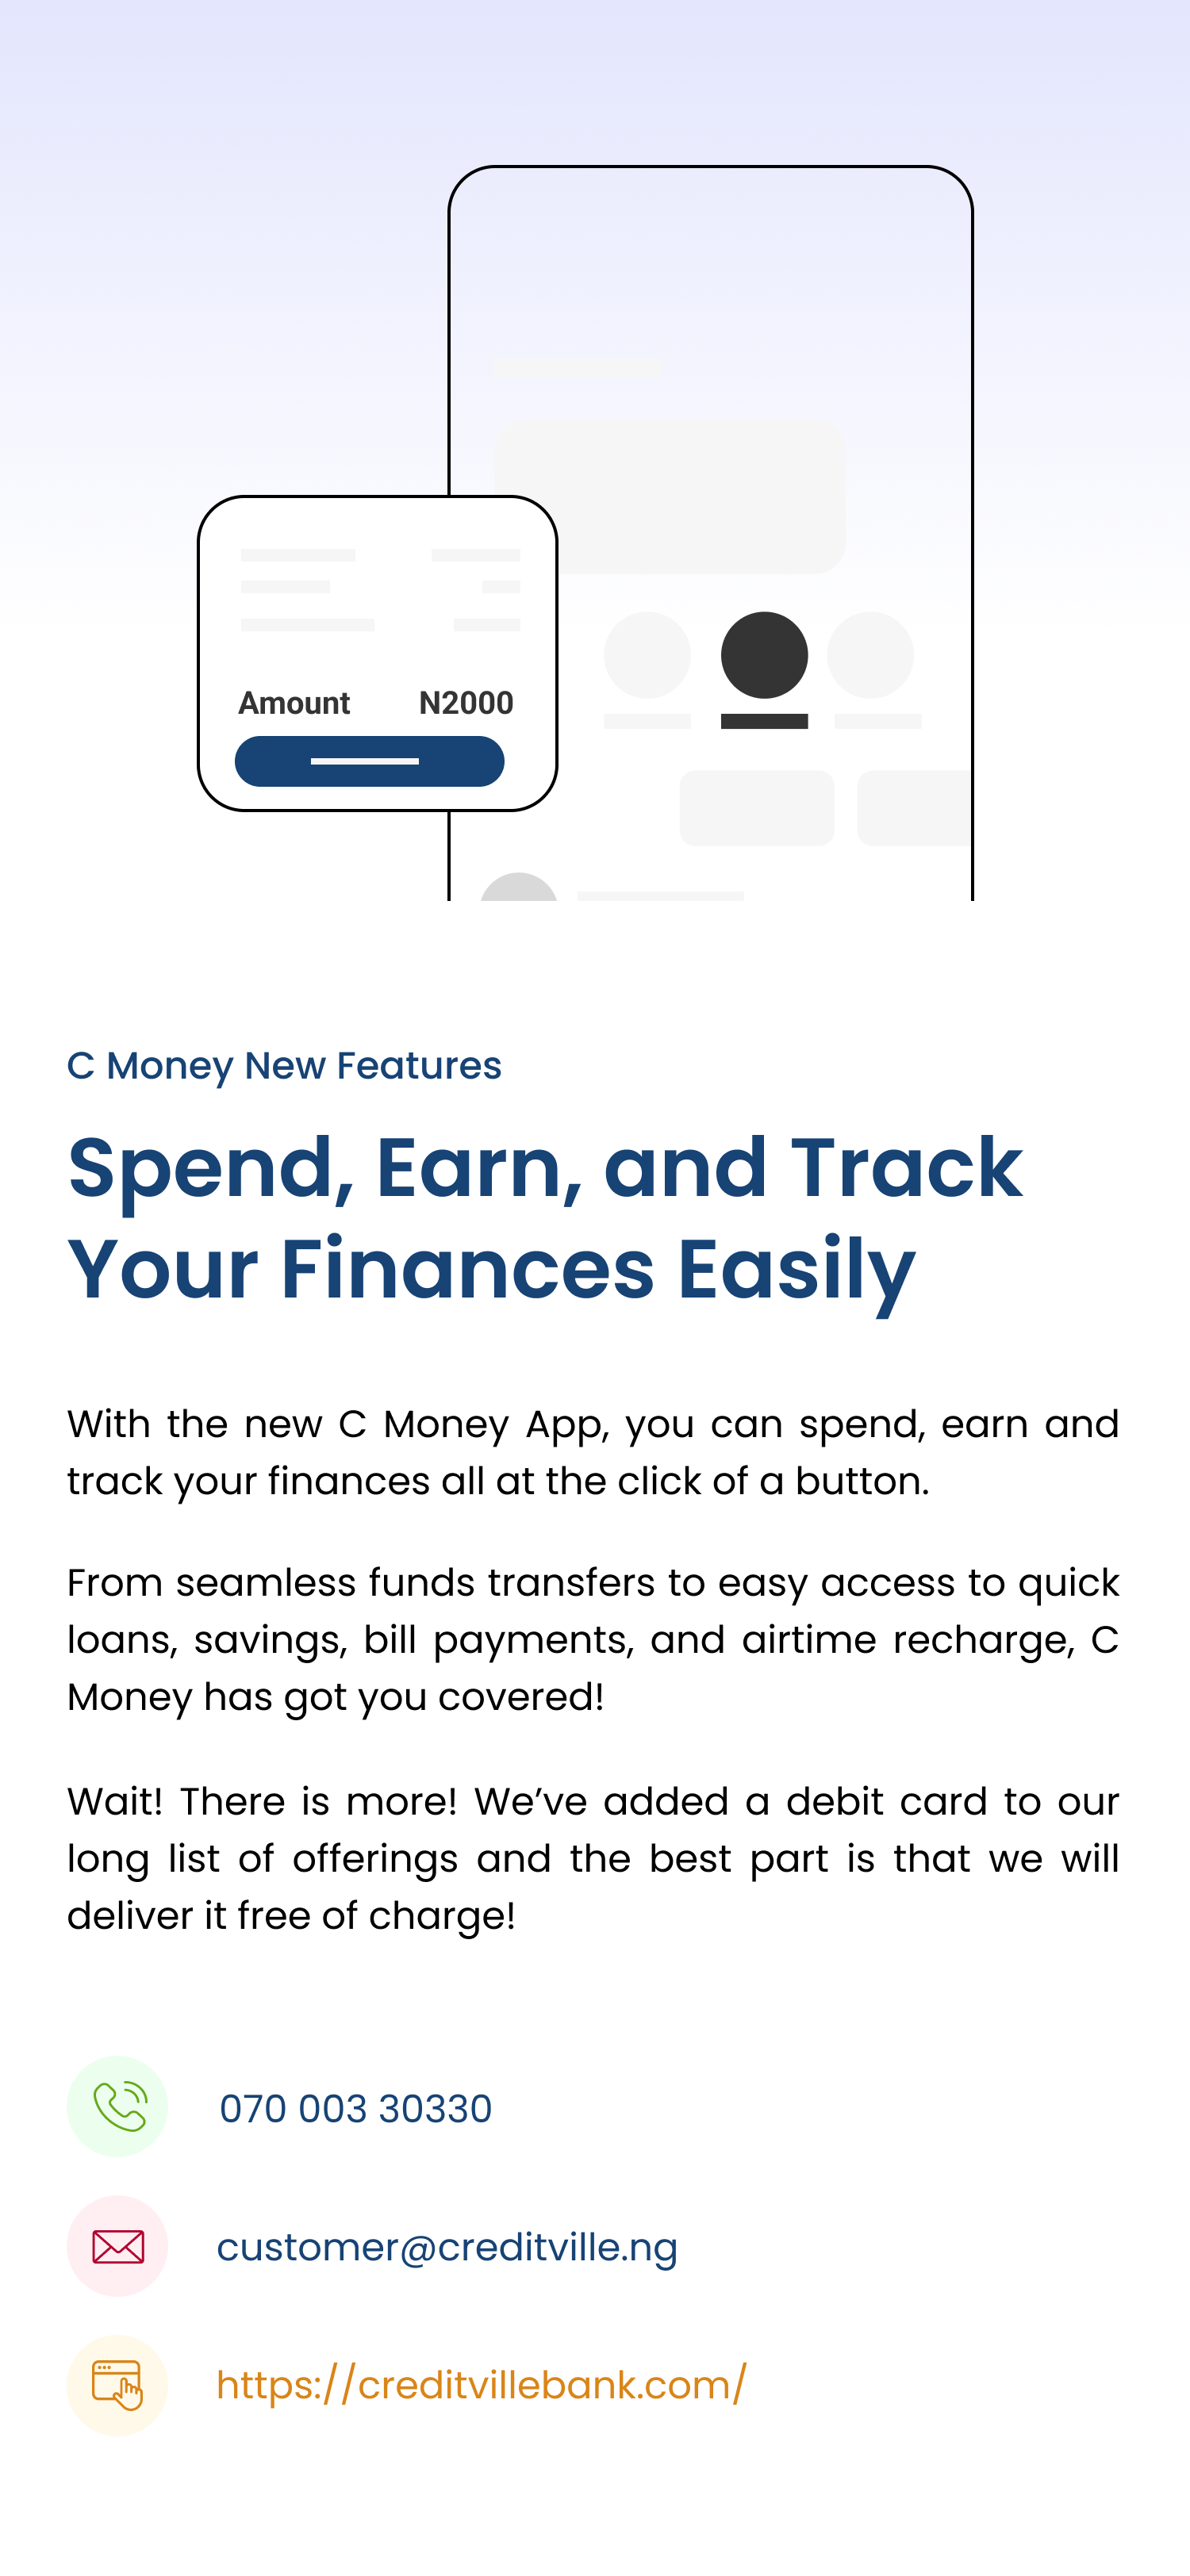 Amount N2000
C Money New Features
Spend, Earn, and Track
Your Finances Easily
With the new C Money App, you can spend, earn and
track your finances all at the click of a button.
From seamless funds transfers to easy access to quick
loans, savings, bill payments, and airtime recharge, C
Money has got you covered!
Wait! There is more! We’ve added a debit card to our
long list of offerings and the best part is that we will
deliver it free of charge!
070 003 30330
customer@creditville.ng
https://creditvillebank.com/